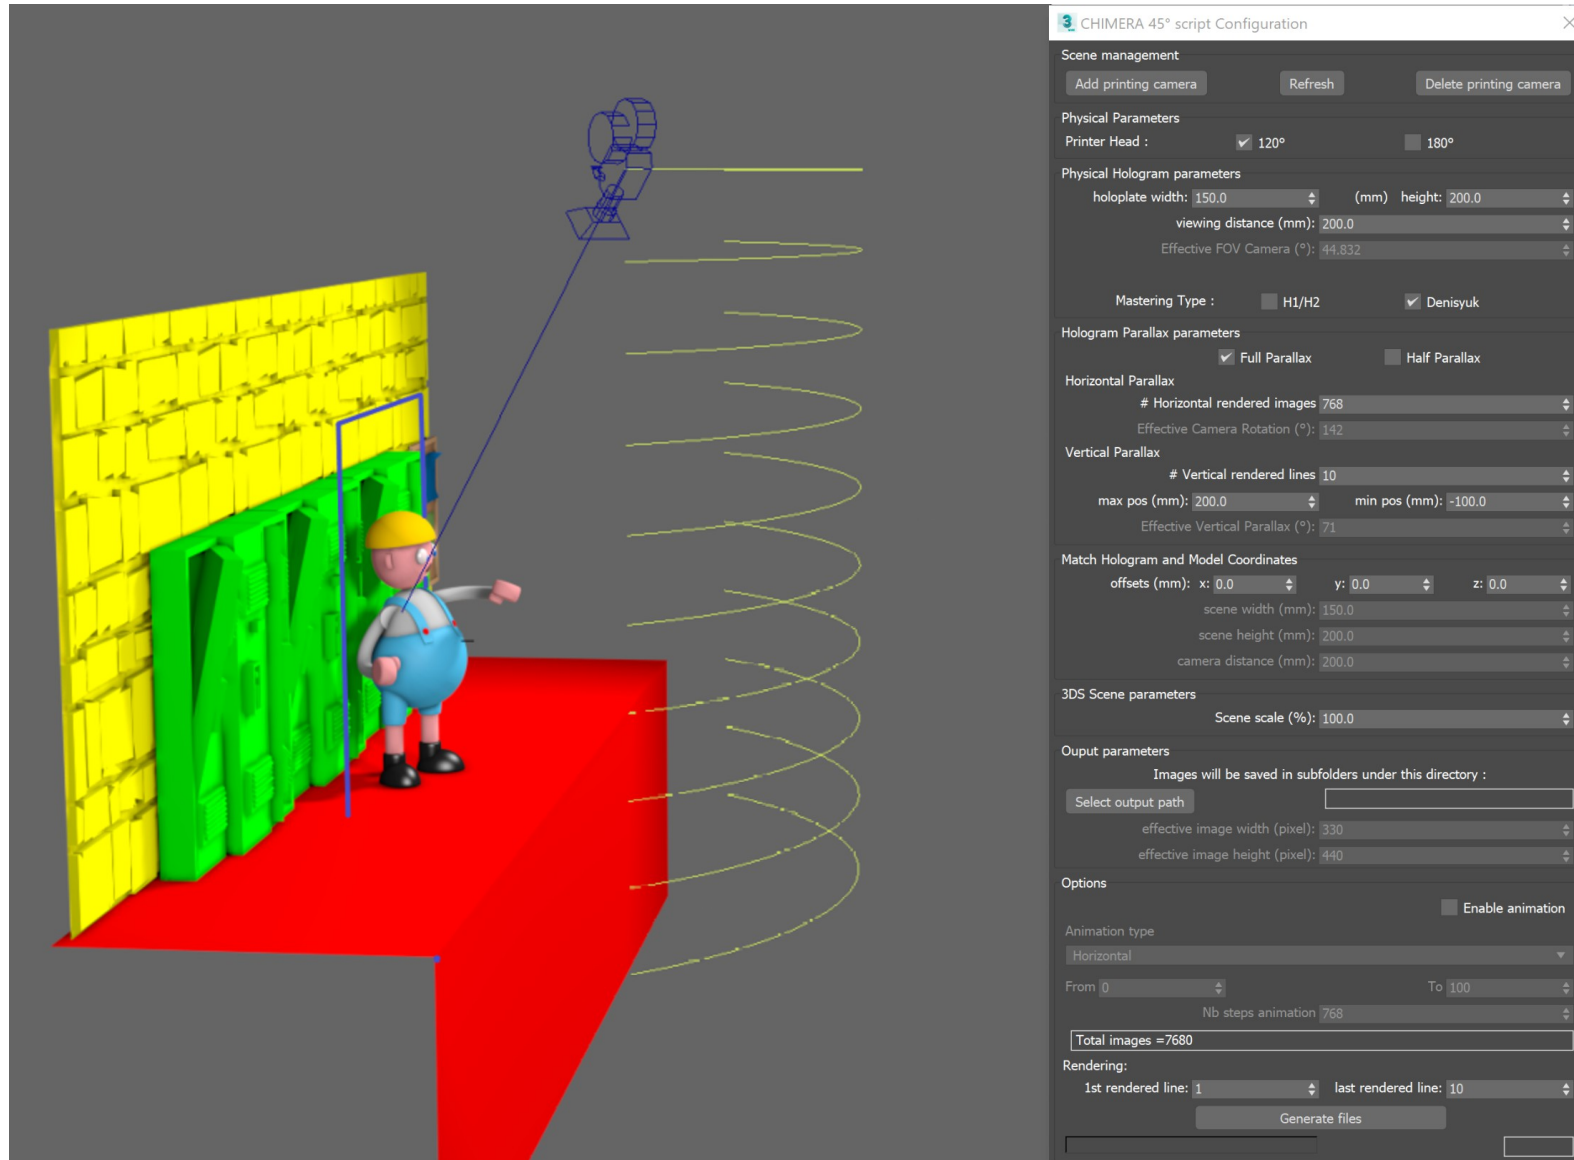 3 CHIMERA 45° script Configuration
Scene management
Add printing camera Refresh Delete printing camera
Physical Parameters
Printer Head : 120° 180°
Physical Hologram parameters
holoplate width: 150.0 (mm) height: 200.0
viewing distance (mm): 200.0
Effective FOV Camera (°): 44.832
Mastering Type : H1/H2 Denisyuk
Hologram Parallax parameters
Full Parallax Half Parallax
Horizontal Parallax
# Horizontal rendered images 768
Effective Camera Rotation (°): 142
Vertical Parallax
# Vertical rendered lines 10
max pos (mm): 200.0 min pos (mm): -100.0
Effective Vertical Parallax (°): 71
Match Hologram and Model Coordinates
offsets (mm): x: 0.0 y: 0.0 z: 0.0
scene width (mm): 150.0
scene height (mm): 200.0
camera distance (mm): 200.0
3DS Scene parameters
Scene scale (%): 100.0
Ouput parameters
Images will be saved in subfolders under this directory :
Select output path
effective image width (pixel): 330
effective image height (pixel): 440
Options
Enable animation
Animation type
Horizontal
From 0 To 100
Nb steps animation 768
Total images =7680
Rendering:
1st rendered line: 1 last rendered line: 10
Generate files